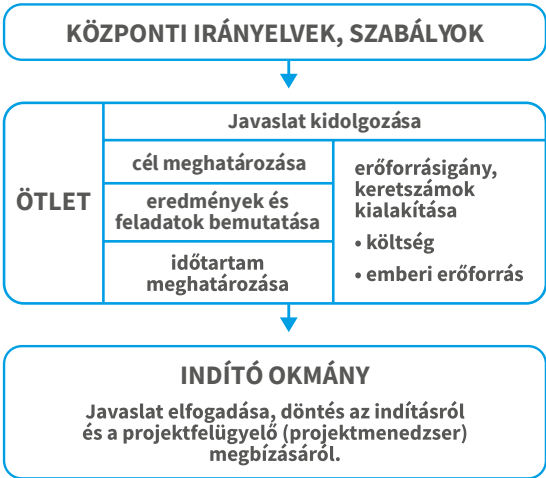 KÖZPONTI IRÁNYELVEK, SZABÁLYOK
ÖTLET
Javaslat kidolgozása
cél meghatározása
eredmények és
feladatok bemutatása
időtartam
meghatározása
erőforrásigány,
keretszámok
kialakítása
• költség
• emberi erőforrás
INDÍTÓ OKMÁNY
Javaslat elfogadása, döntés az indításról
és a projektfelügyelő (projektmenedzser)
megbízásáról.